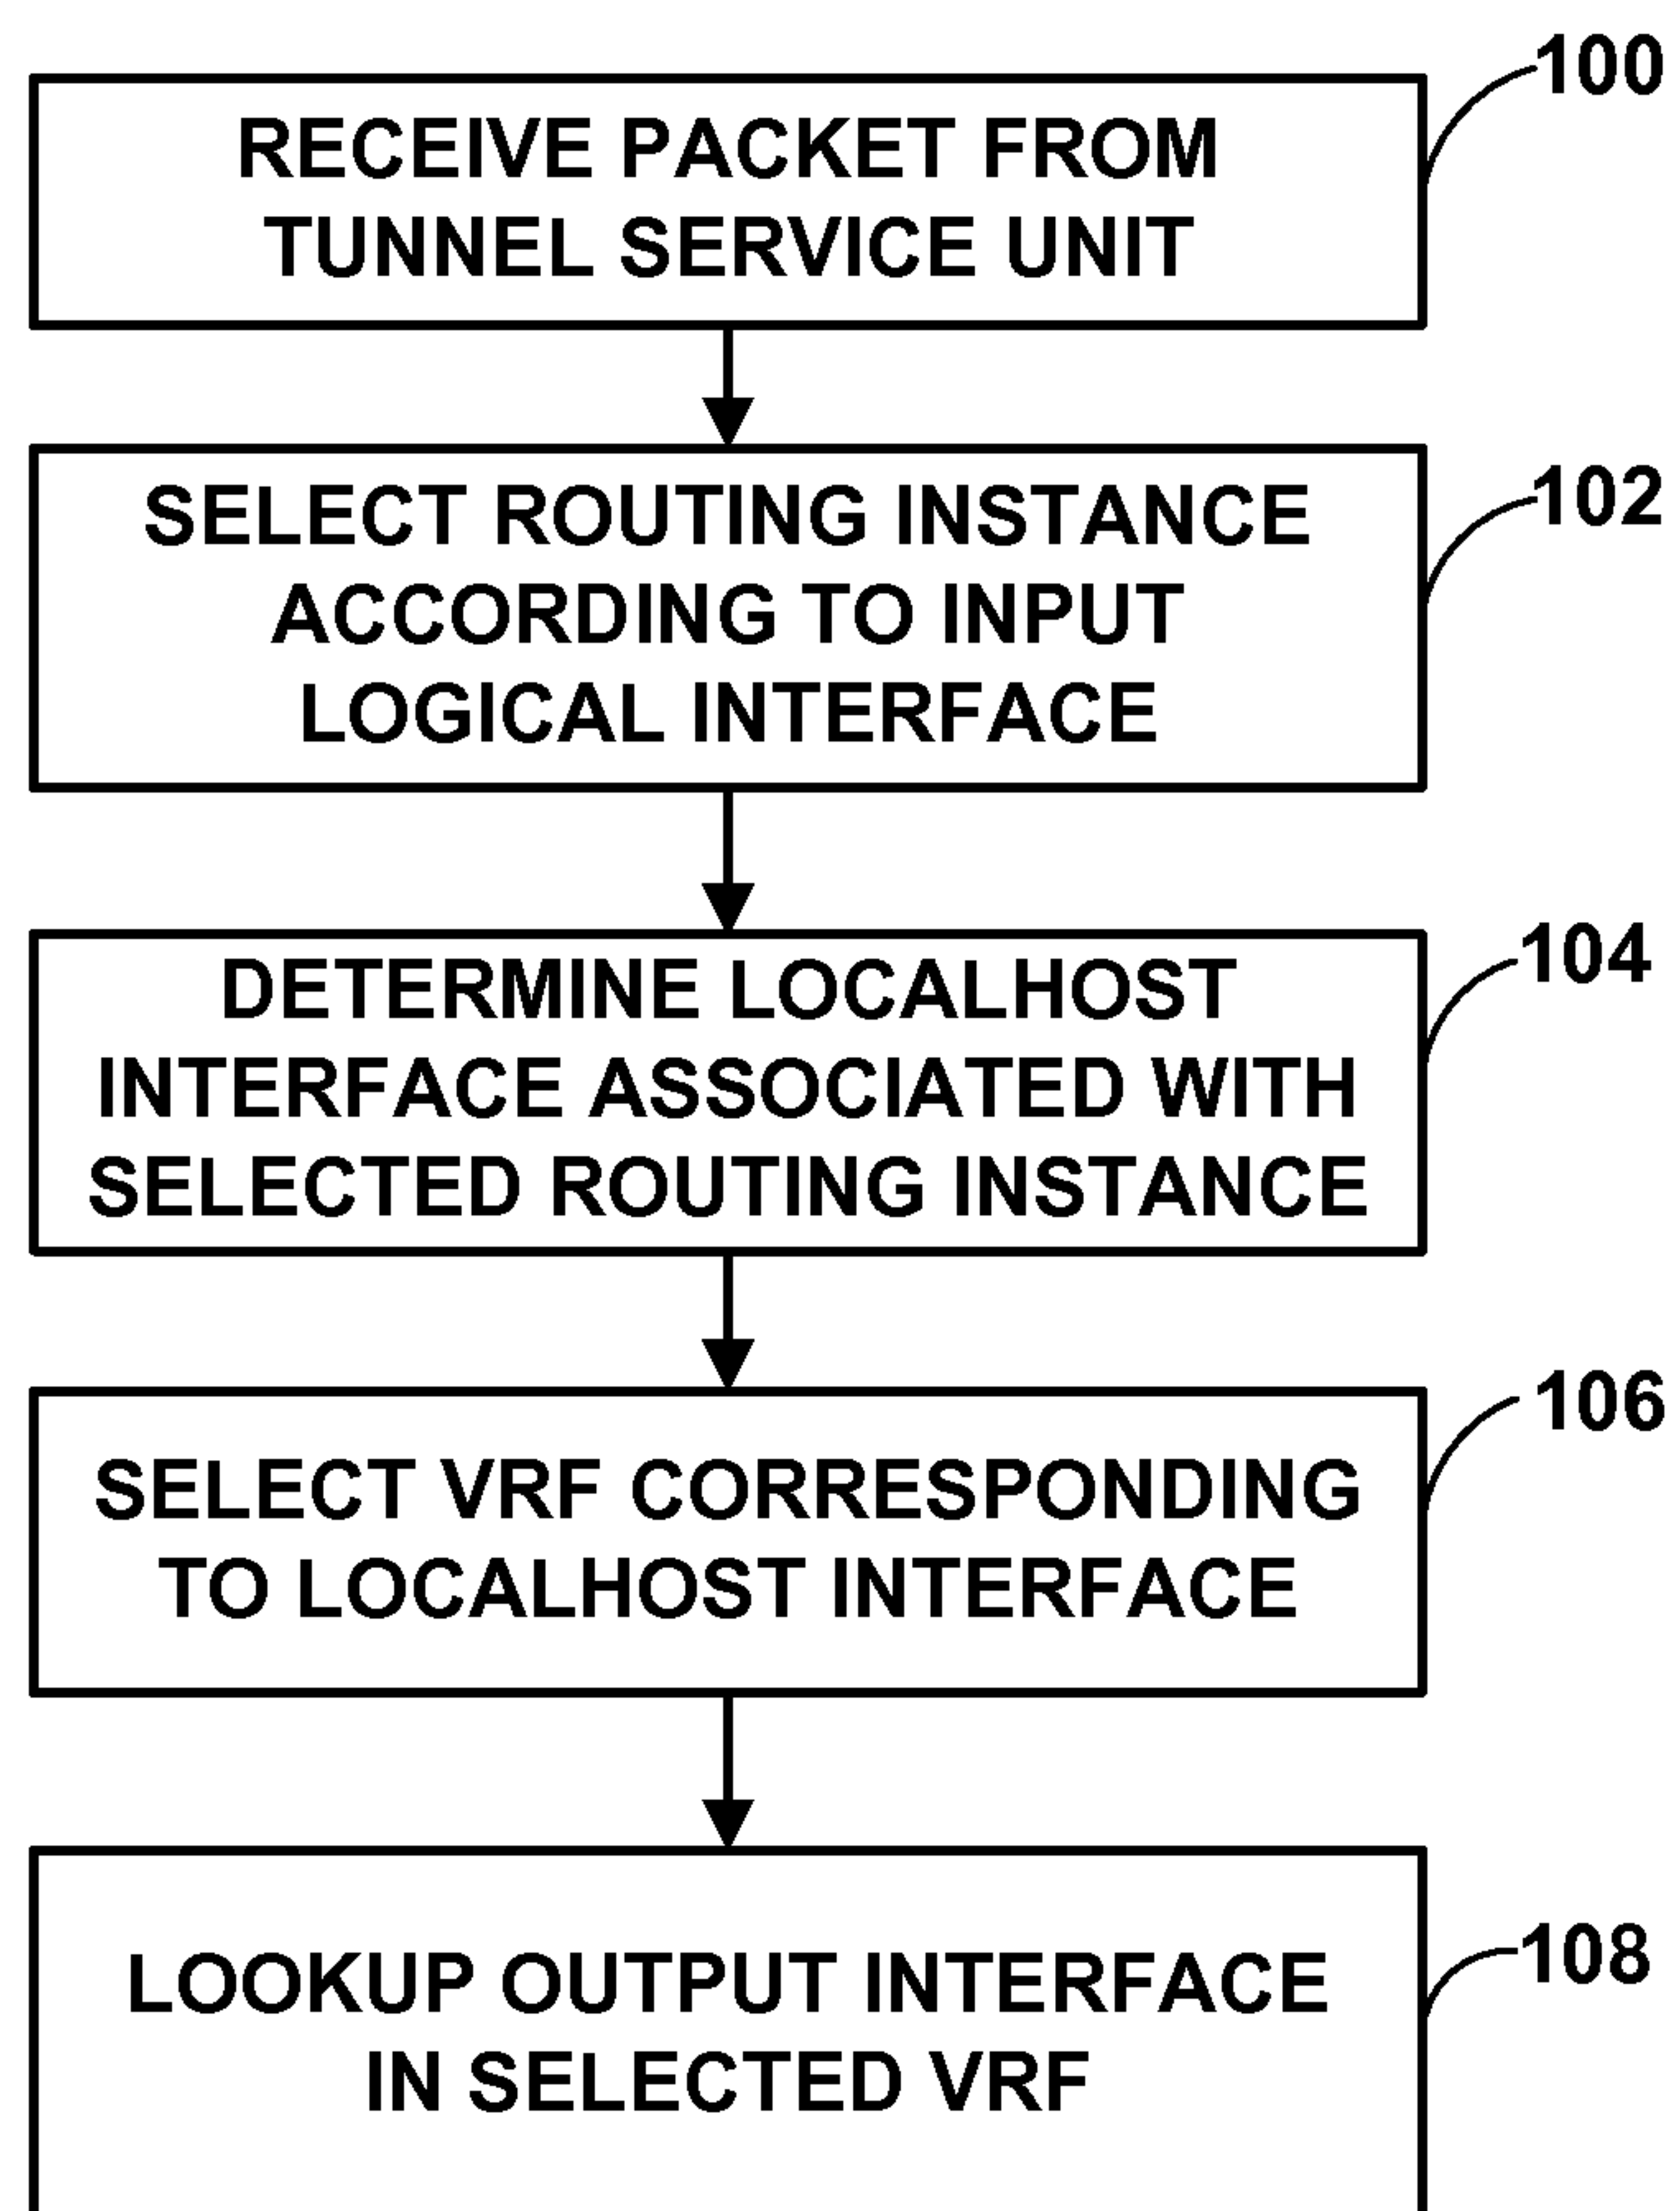 100
RECEIVE PACKET FROM
TUNNEL SERVICE UNIT
102
SELECT ROUTING INSTANCE
ACCORDING TO INPUT
LOGICAL INTERFACE
104
DETERMINE LOCALHOST
INTERFACE ASSOCIATED WITH
SELECTED ROUTING INSTANCE
106
SELECT VRF CORRESPONDING
TO LOCALHOST INTERFACE
108
LOOKUP OUTPUT INTERFACE
IN SELECTED VRF